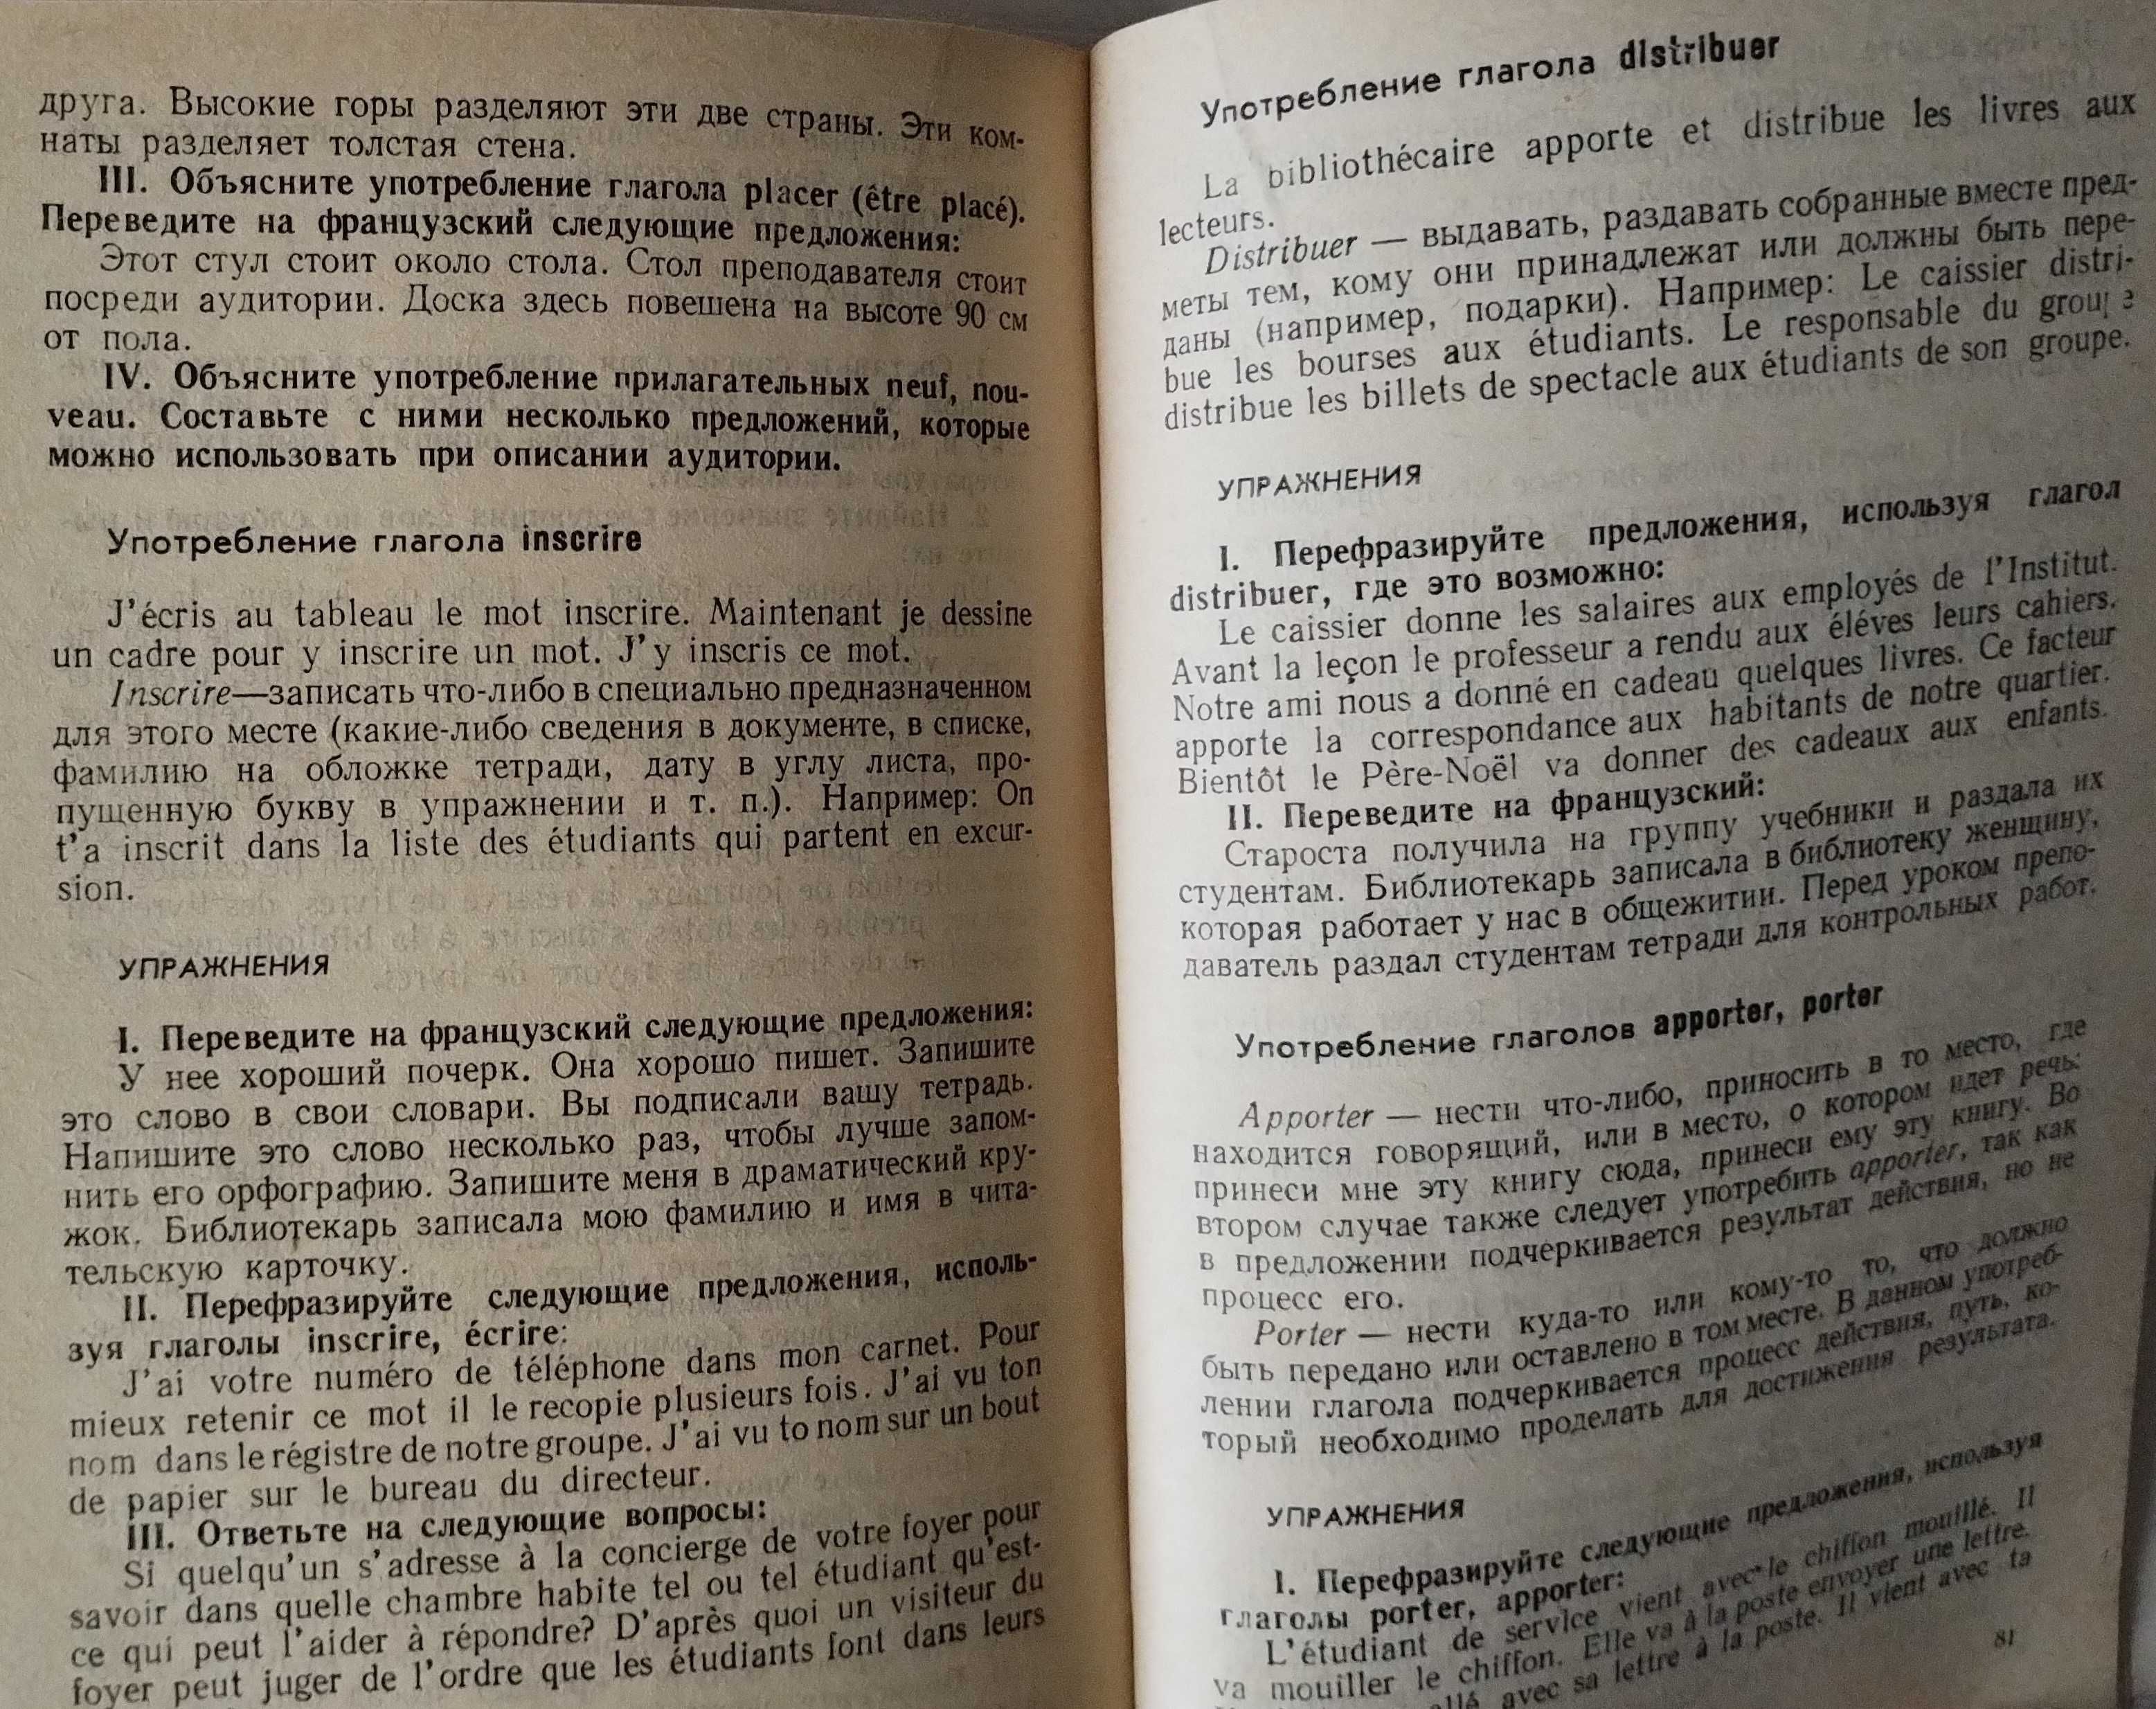 друга. Высокие горы разделяют эти две страны. Эти ком-
наты разделяет толстая стена.
III. Объясните употребление глагола placer (être placé).
Переведите на французский следующие предложения:
Этот стул стоит около стола. Стол преподавателя стоит
посреди аудитории. Доска здесь повешена на высоте 90 см
от пола.
IV. Объясните употребление прилагательных neuf, nou-
veau. Составьте с ними несколько предложений, которые
можно использовать при описании аудитории.
Употребление глагола inscrire
J'écris au tableau le mot inscrire. Maintenant je dessine
un cadre pour y inscrire un mot. J'y inscris ce mot.
Inscrire—записать что-либо в специально предназначенном
для этого месте (какие-либо сведения в документе, в списке,
фамилию на обложке тетради, дату в углу листа, про-
пущенную букву в упражнении и т. п.). Например: On
t'a inscrit dans la liste des étudiants qui partent en excur-
sion.
УПРАЖНЕНИЯ
I. Переведите на французский следующие предложения:
У нее хороший почерк. Она хорошо пишет. Запишите
это слово в свои словари. Вы подписали вашу тетрадь.
Напишите это слово несколько раз, чтобы лучше запом-
нить его орфографию. Запишите меня в драматический кру-
жок. Библиотекарь записала мою фамилию и имя в чита-
тельскую карточку.
II. Перефразируйте следующие предложения, исполь-
зуя глаголы inscrire, écrire:
J'ai votre numéro de téléphone dans mon carnet. Pour
mieux retenir ce mot il le recopie plusieurs fois. J'ai vu ton
nom dans le régistre de notre groupe. J'ai vu to nom sur un bout
de papier sur le bureau du directeur.
III. Ответьте на следующие вопросы:
Si quelqu'un s'adresse à la concierge de votre foyer pour
savoir dans quelle chambre habite tel ou tel étudiant qu'est-
ce qui peut l'aider à répondre? D'après quoi un visiteur du
foyer peut juger de l'ordre que les étudiants font dans leurs
Употребление глагола distribuer
La bibliothécaire apporte et distribue les livres aux
lecteurs.
Distribuer — выдавать, раздавать собранные вместе пред-
меты тем, кому они принадлежат или должны быть пере-
даны (например, подарки). Например: Le caissier distri-
bue les bourses aux étudiants. Le responsable du groupe
distribue les billets de spectacle aux étudiants de son groupe.
УПРАЖНЕНИЯ
I. Перефразируйте предложения, используя глагол
distribuer, где это возможно:
Le caissier donne les salaires aux employés de l'Institut.
Avant la leçon le professeur a rendu aux éléves leurs cahiers.
Notre ami nous a donné en cadeau quelques livres. Ce facteur
apporte la correspondance aux habitants de notre quartier.
Bientôt le Père-Noël va donner des cadeaux aux enfants.
II. Переведите на французский:
Староста получила на группу учебники и раздала их
студентам. Библиотекарь записала в библиотеку женщину,
которая работает у нас в общежитии. Перед уроком препо-
даватель раздал студентам тетради для контрольных работ.
Употребление глаголов apporter, porter
Apporter — нести что-либо, приносить в то место, где
находится говорящий, или в место, о котором идет речь:
принеси мне эту книгу сюда, принеси ему эту книгу. Во
втором случае также следует употребить apporter, так как
в предложении подчеркивается результат действия, но не
процесс его.
Porter — нести куда-то или кому-то то, что должно
быть передано или оставлено в том месте. В данном употреб-
лении глагола подчеркивается процесс действия, путь, ко-
торый необходимо проделать для достижения результата.
УПРАЖНЕНИЯ
I. Перефразируйте следующие предложения, используя
глаголы porter, apporter:
L'étudiant de service vient avec le chiffon mouillé. Il
va mouiller le chiffon. Elle va à la poste envoyer une lettre.
avec sa lettre à la poste. Il vient avec ta
81